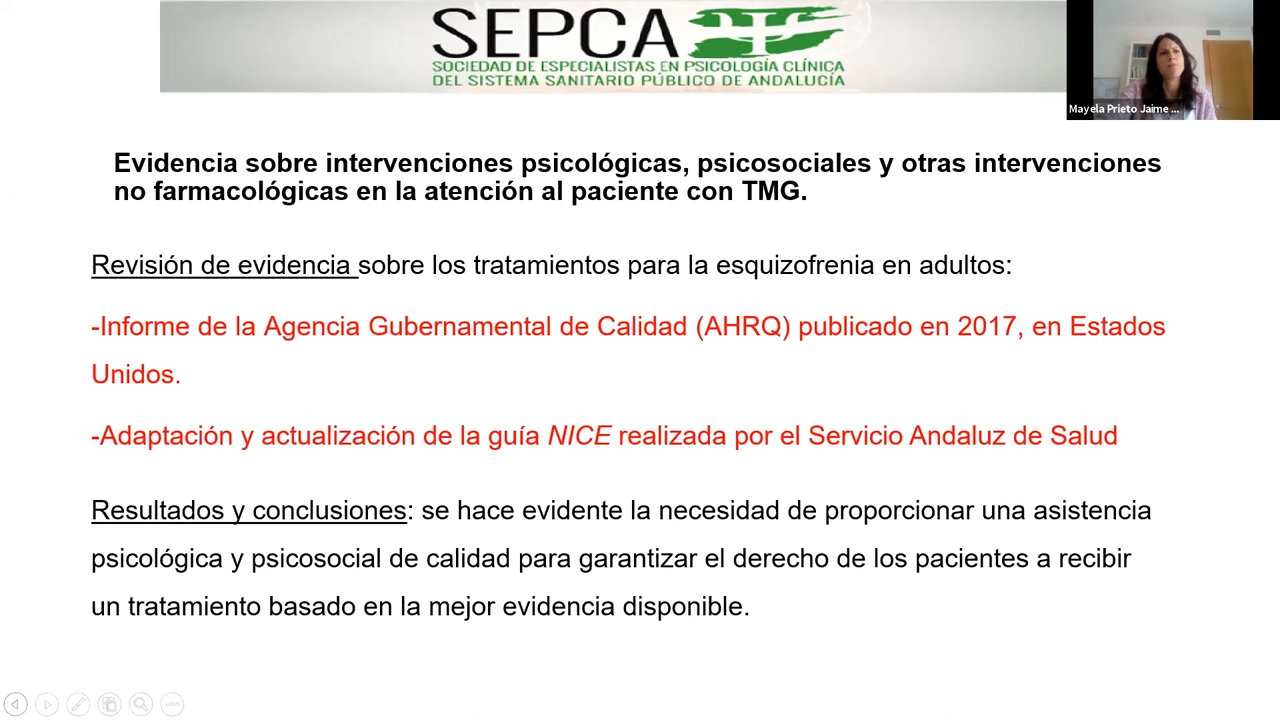 SEPCA
SOCIEDAD DE ESPECIALISTAS EN PSICOLOGÍA CLÍNICA
DEL SISTEMA SANITARIO PÚBLICO DE ANDALUCÍA
Mayela Prieto Jaime ...
Evidencia sobre intervenciones psicológicas, psicosociales y otras intervenciones
no farmacológicas en la atención al paciente con TMG.
Revisión de evidencia sobre los tratamientos para la esquizofrenia en adultos:
-Informe de la Agencia Gubernamental de Calidad (AHRQ) publicado en 2017, en Estados
Unidos.
-Adaptación y actualización de la guía NICE realizada por el Servicio Andaluz de Salud
Resultados y conclusiones: se hace evidente la necesidad de proporcionar una asistencia
psicológica y psicosocial de calidad para garantizar el derecho de los pacientes a recibir
un tratamiento basado en la mejor evidencia disponible.